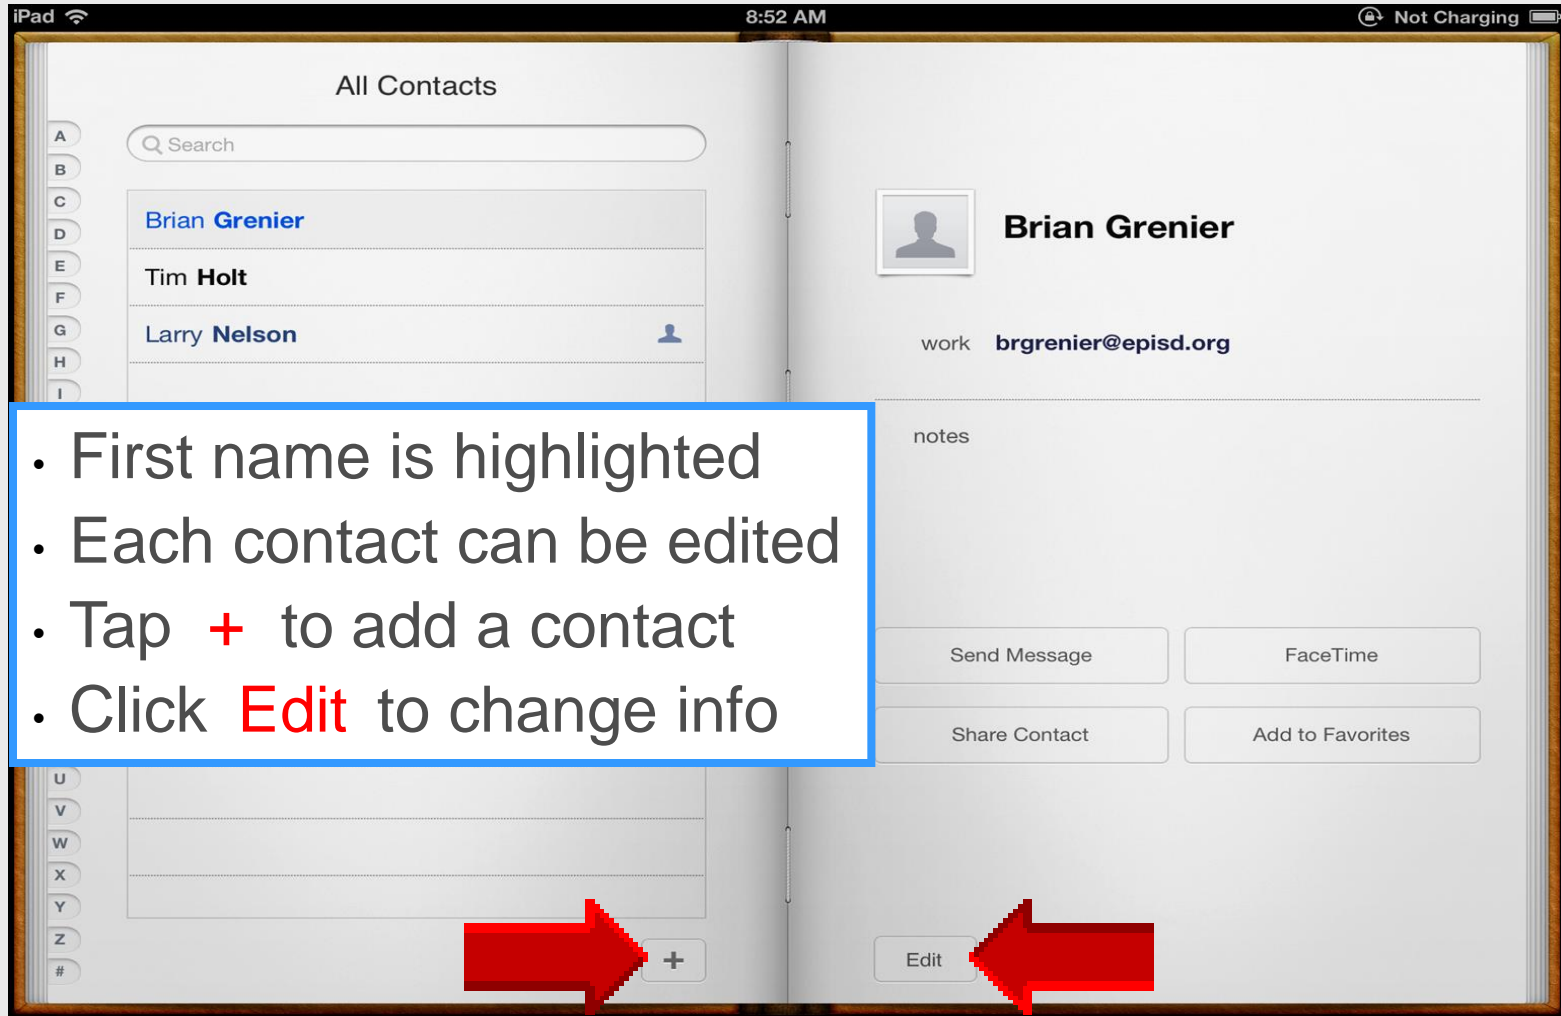 iPad 8:52 AM Not Charging
All Contacts
Search
A
B
C
D
E
F
G
H
I
Brian Grenier
Tim Holt
Larry Nelson
Brian Grenier
work brgrenier@episd.org
notes
• First name is highlighted
• Each contact can be edited
• Tap + to add a contact
• Click Edit to change info
Send Message FaceTime
Share Contact Add to Favorites
U
V
W
X
Y
Z
#
+
Edit